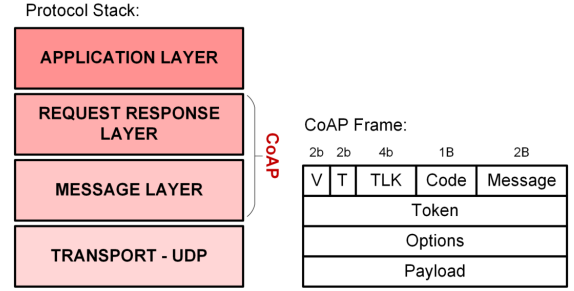 Protocol Stack:
APPLICATION LAYER
REQUEST RESPONSE
LAYER
MESSAGE LAYER
TRANSPORT - UDP
CoAP
CoAP Frame:
2b 2b 4b 1B 2B
V T TLK Code Message
Token
Options
Payload